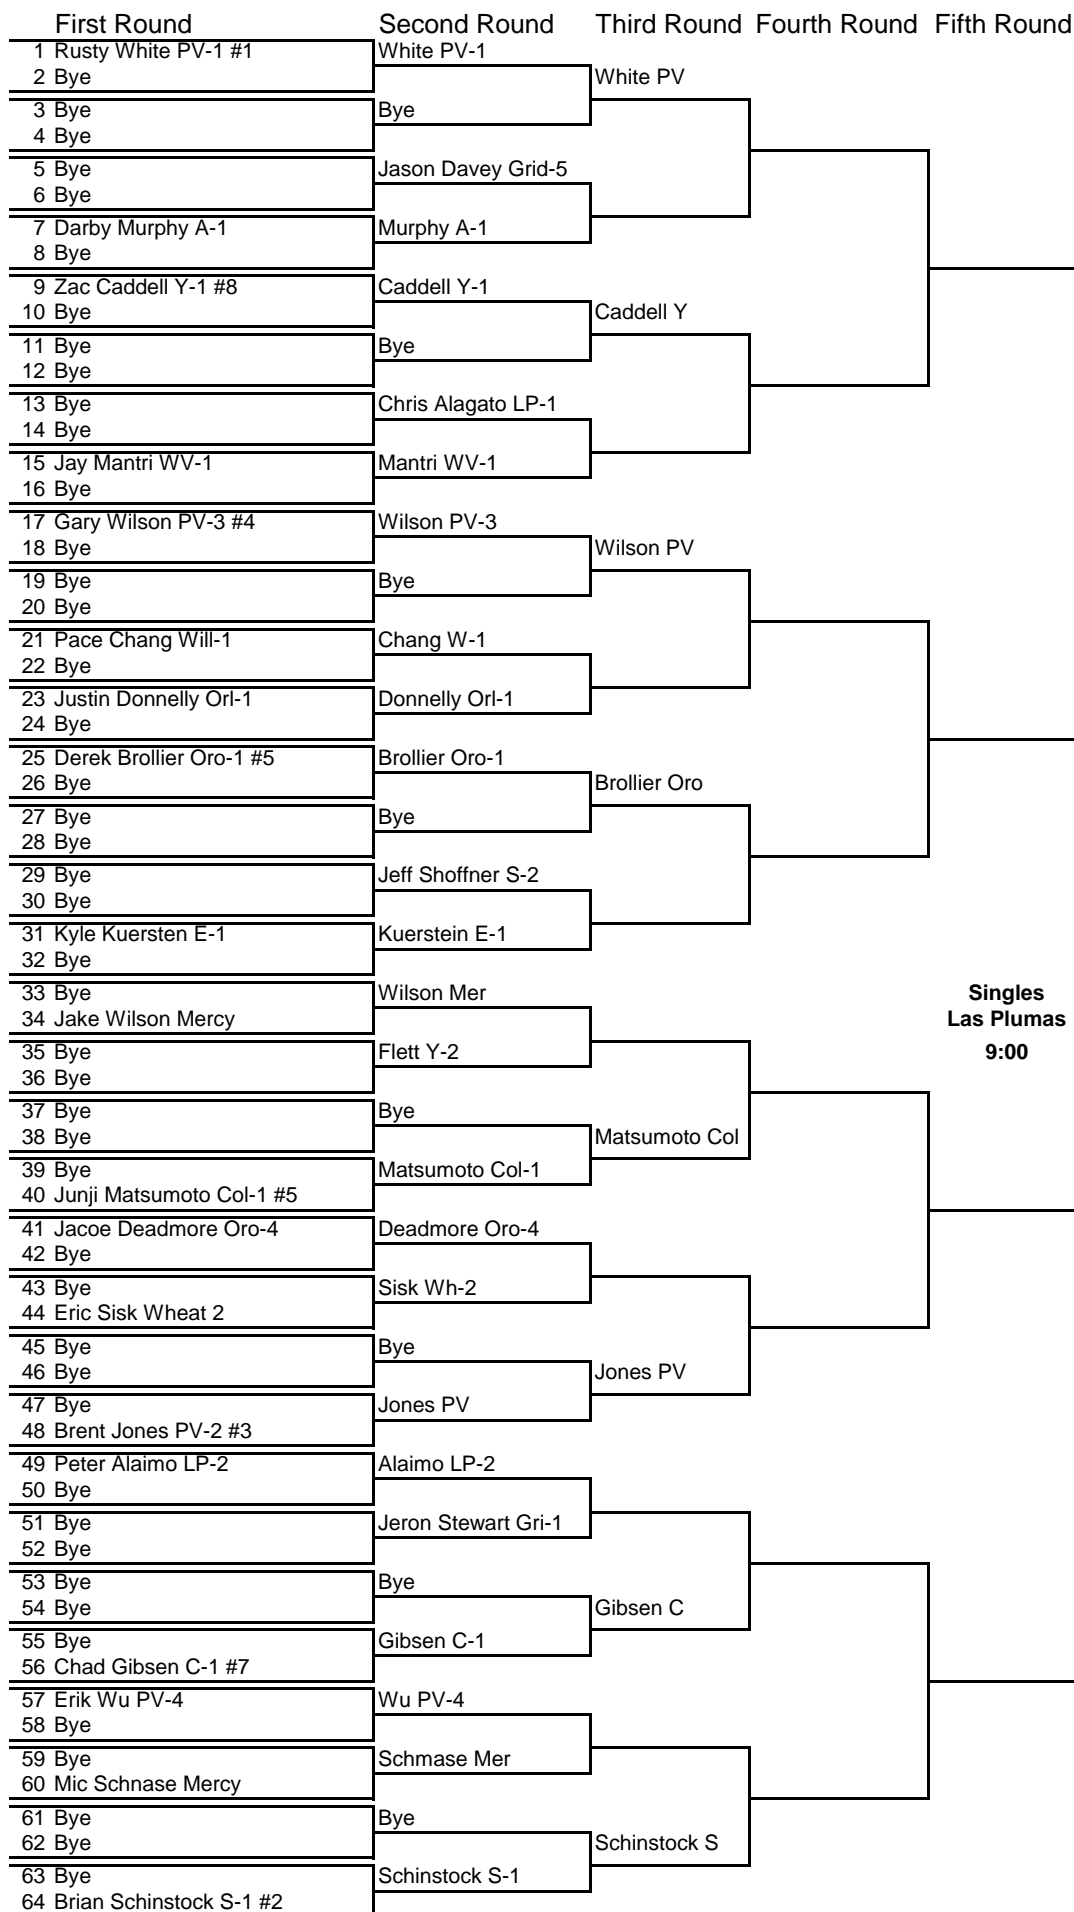 First Round Second Round Third Round Fourth Round Fifth Round
1 Rusty White PV-1 #1 White PV-1
2 Bye White PV
3 Bye Bye
4 Bye
5 Bye Jason Davey Grid-5
6 Bye
7 Darby Murphy A-1 Murphy A-1
8 Bye
9 Zac Caddell Y-1 #8 Caddell Y-1
10 Bye Caddell Y
11 Bye Bye
12 Bye
13 Bye Chris Alagato LP-1
14 Bye
15 Jay Mantri WV-1 Mantri WV-1
16 Bye
17 Gary Wilson PV-3 #4 Wilson PV-3
18 Bye Wilson PV
19 Bye Bye
20 Bye
21 Pace Chang Will-1 Chang W-1
22 Bye
23 Justin Donnelly Orl-1 Donnelly Orl-1
24 Bye
25 Derek Brollier Oro-1 #5 Brollier Oro-1
26 Bye Brollier Oro
27 Bye Bye
28 Bye
29 Bye Jeff Shoffner S-2
30 Bye
31 Kyle Kuersten E-1 Kuerstein E-1
32 Bye
33 Bye Wilson Mer Singles
34 Jake Wilson Mercy Las Plumas
35 Bye Flett Y-2 9:00
36 Bye
37 Bye Bye
38 Bye Matsumoto Col
39 Bye Matsumoto Col-1
40 Junji Matsumoto Col-1 #5
41 Jacoe Deadmore Oro-4 Deadmore Oro-4
42 Bye
43 Bye Sisk Wh-2
44 Eric Sisk Wheat 2
45 Bye Bye
46 Bye Jones PV
47 Bye Jones PV
48 Brent Jones PV-2 #3
49 Peter Alaimo LP-2 Alaimo LP-2
50 Bye
51 Bye Jeron Stewart Gri-1
52 Bye
53 Bye Bye
54 Bye Gibsen C
55 Bye Gibsen C-1
56 Chad Gibsen C-1 #7
57 Erik Wu PV-4 Wu PV-4
58 Bye
59 Bye Schmase Mer
60 Mic Schnase Mercy
61 Bye Bye
62 Bye Schinstock S
63 Bye Schinstock S-1
64 Brian Schinstock S-1 #2